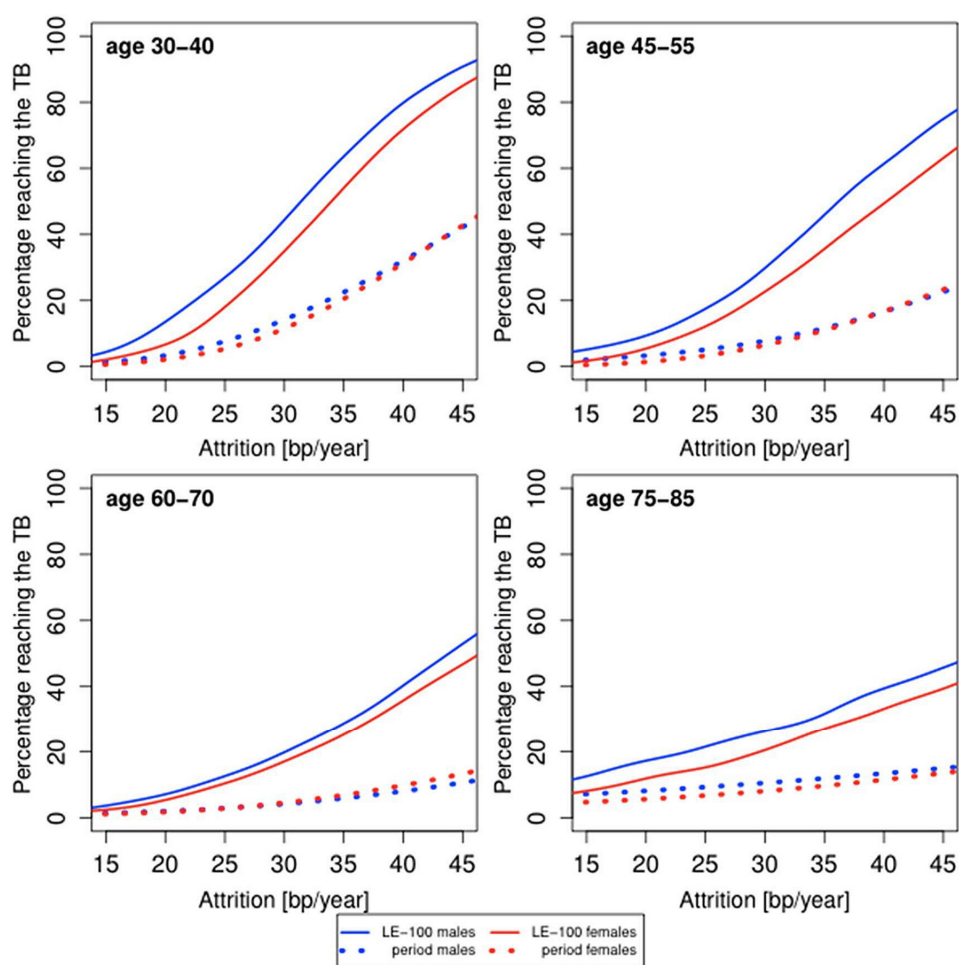 age 30–40
Percentage reaching the TB
0 20 40 60 80 100
15 20 25 30 35 40 45
Attrition [bp/year]
age 45–55
Percentage reaching the TB
0 20 40 60 80 100
15 20 25 30 35 40 45
Attrition [bp/year]
age 60–70
Percentage reaching the TB
0 20 40 60 80 100
15 20 25 30 35 40 45
Attrition [bp/year]
age 75–85
Percentage reaching the TB
0 20 40 60 80 100
15 20 25 30 35 40 45
Attrition [bp/year]
LE–100 males LE–100 females
period males period females